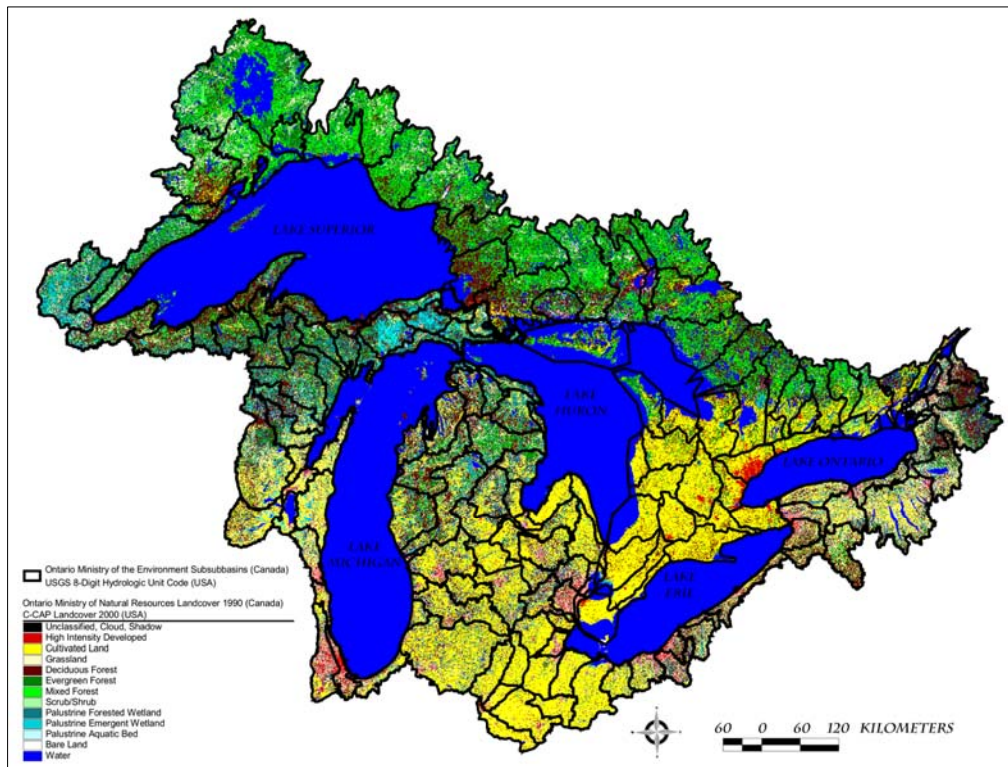 LAKE SUPERIOR
LAKE
HURON
LAKE ONTARIO
LAKE
MICHIGAN
LAKE
ERIE
Ontario Ministry of the Environment Subsubbasins (Canada)
USGS 8-Digit Hydrologic Unit Code (USA)
Ontario Ministry of Natural Resources Landcover 1990 (Canada)
C-CAP Landcover 2000 (USA)
Unclassified, Cloud, Shadow
High Intensity Developed
Cultivated Land
Grassland
Deciduous Forest
Evergreen Forest
Mixed Forest
Scrub/Shrub
Palustrine Forested Wetland
Palustrine Emergent Wetland
Palustrine Aquatic Bed
Bare Land
Water
60 0 60 120 KILOMETERS